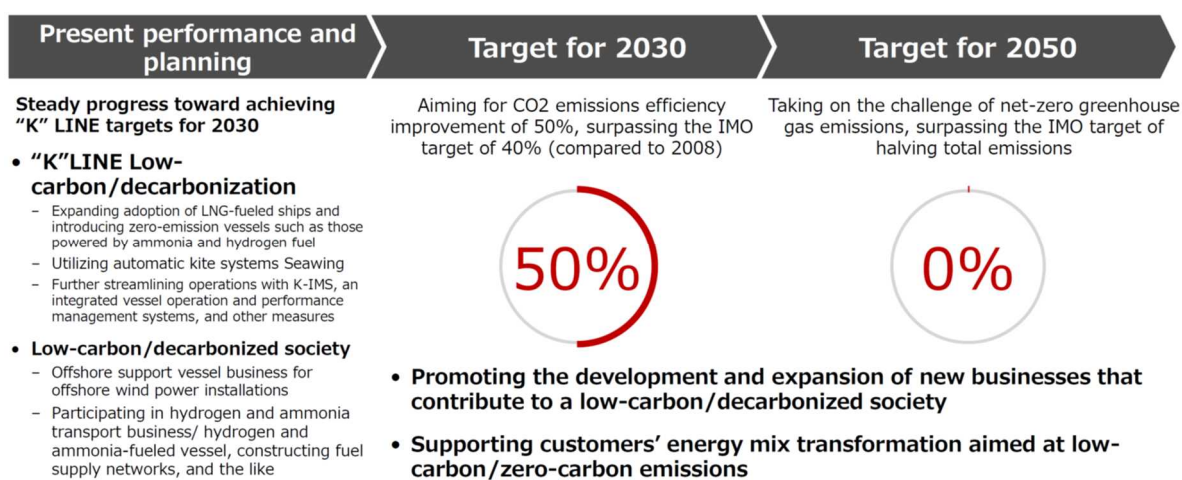 Present performance and
planning
Target for 2030
Target for 2050
Steady progress toward achieving
“K” LINE targets for 2030
• “K”LINE Low-
carbon/decarbonization
– Expanding adoption of LNG-fueled ships and
introducing zero-emission vessels such as those
powered by ammonia and hydrogen fuel
– Utilizing automatic kite systems Seawing
– Further streamlining operations with K-IMS, an
integrated vessel operation and performance
management systems, and other measures
• Low-carbon/decarbonized society
– Offshore support vessel business for
offshore wind power installations
– Participating in hydrogen and ammonia
transport business/ hydrogen and
ammonia-fueled vessel, constructing fuel
supply networks, and the like
Aiming for CO2 emissions efficiency
improvement of 50%, surpassing the IMO
target of 40% (compared to 2008)
50%
Taking on the challenge of net-zero greenhouse
gas emissions, surpassing the IMO target of
halving total emissions
0%
• Promoting the development and expansion of new businesses that
contribute to a low-carbon/decarbonized society
• Supporting customers’ energy mix transformation aimed at low-
carbon/zero-carbon emissions